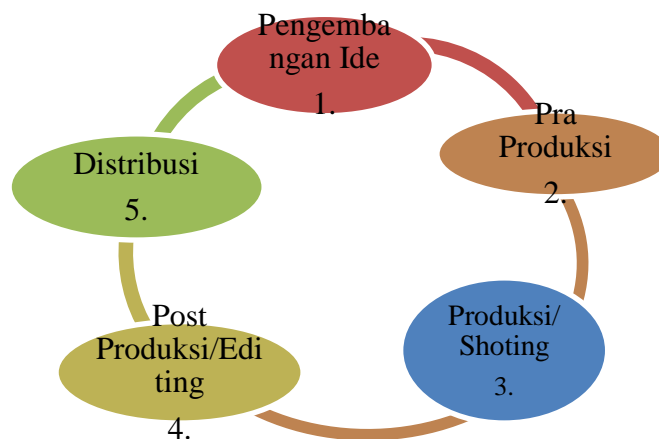 Pengemba
ngan Ide
1.
Pra
Produksi
2.
Produksi/
Shoting
3.
Post
Produksi/Edi
ting
4.
Distribusi
5.